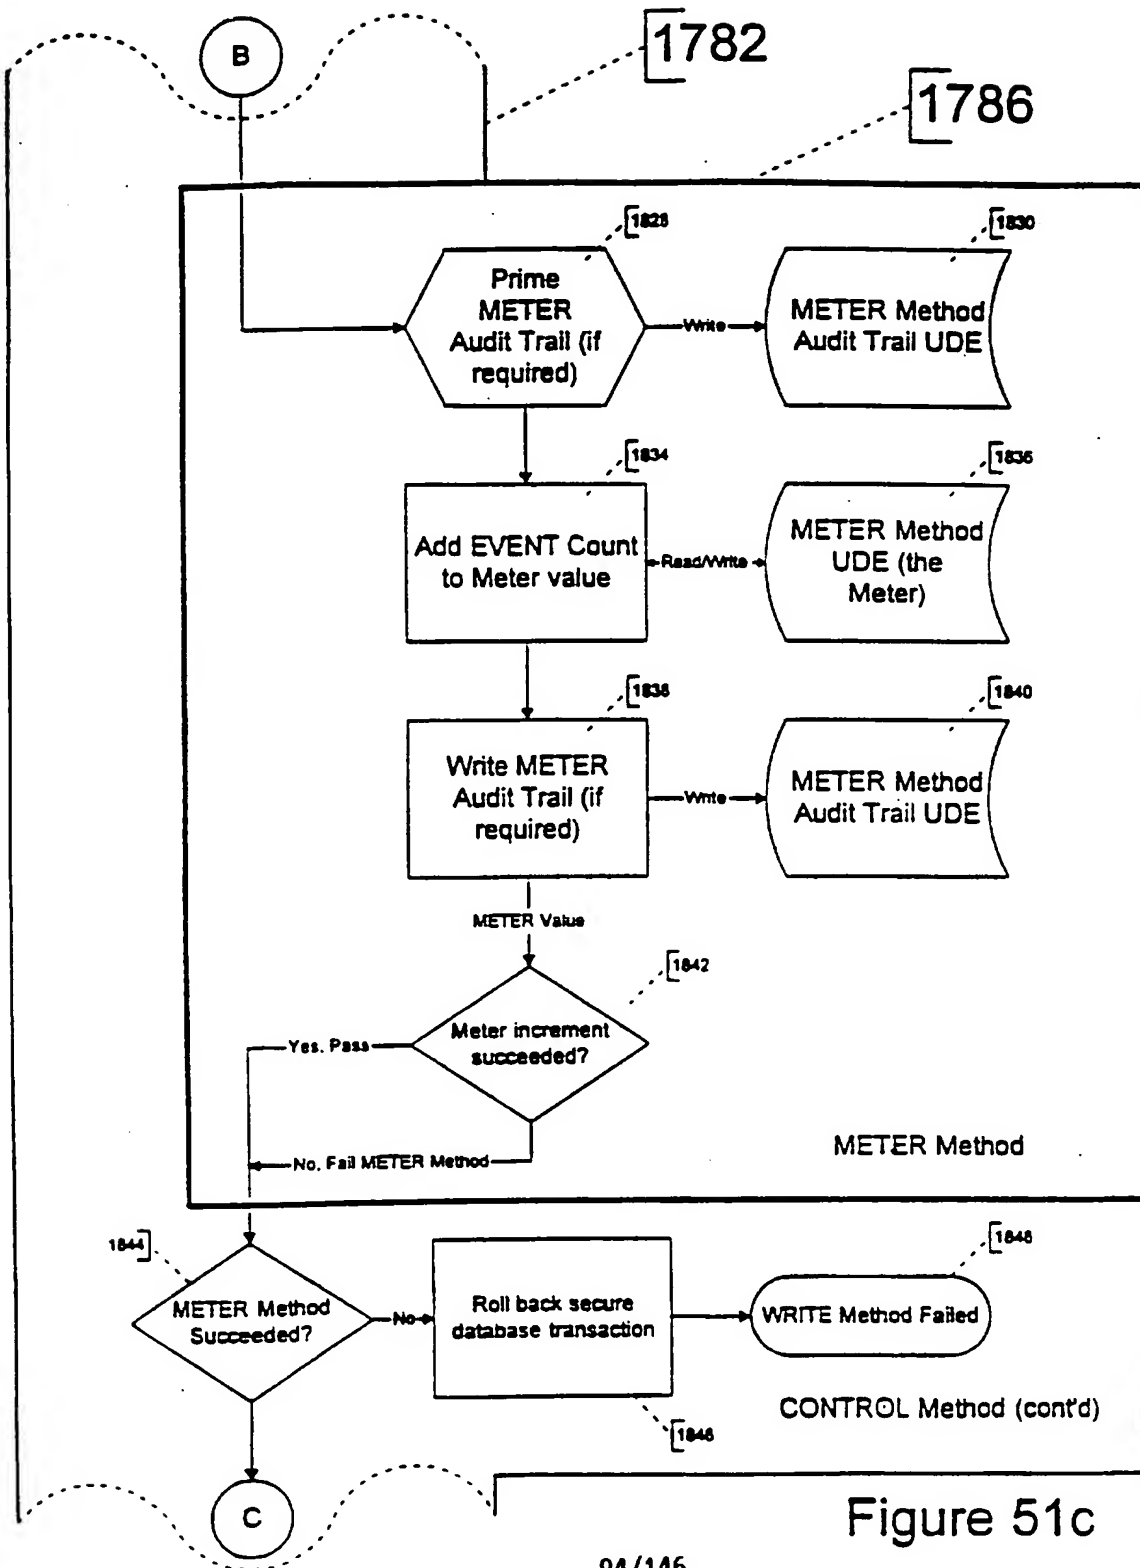 B
1782
1786
1828
Prime
METER
Audit Trail (if
required)
Write
1830
METER Method
Audit Trail UDE
1834
Add EVENT Count
to Meter value
Read/Write
1836
METER Method
UDE (the
Meter)
1838
Write METER
Audit Trail (if
required)
Write
1840
METER Method
Audit Trail UDE
METER Value
1842
Meter increment
succeeded?
Yes, Pass
No, Fail METER Method
METER Method
1844
METER Method
Succeeded?
No
Roll back secure
database transaction
1846
1848
WRITE Method Failed
CONTROL Method (cont'd)
C
Figure 51c
94/146